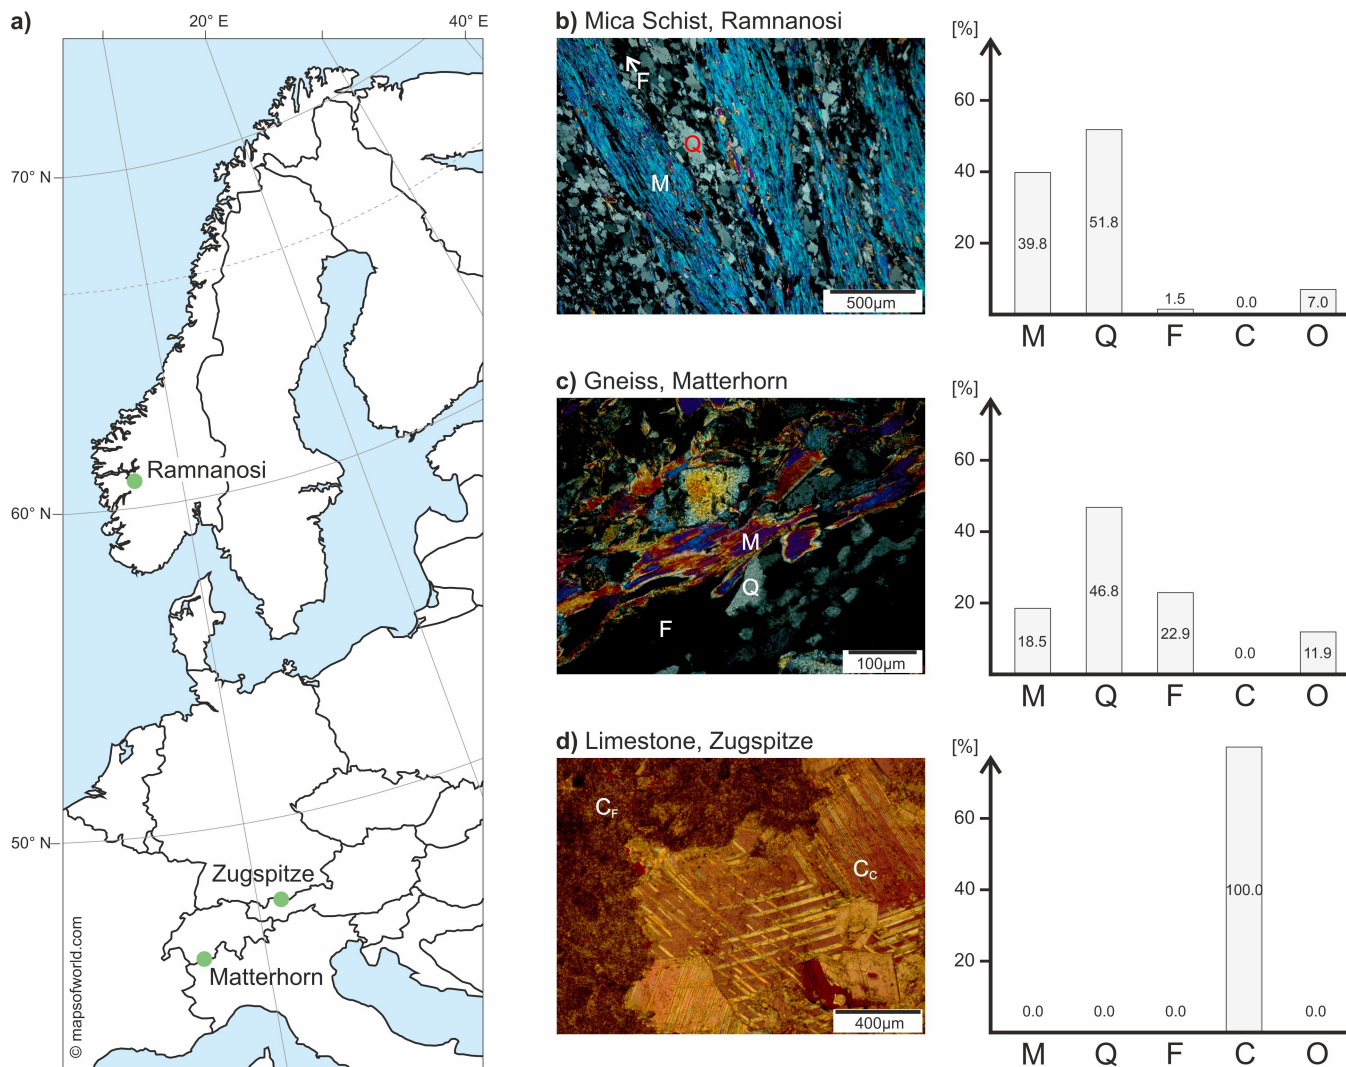 a)
20° E
40° E
70° N
60° N
50° N
Ramnanosi
Zugspitze
Matterhorn
© mapsofworld.com
b) Mica Schist, Ramnanosi
F
Q
M
500µm
[%]
60
40
20
39.8
51.8
1.5
0.0
7.0
M Q F C O
c) Gneiss, Matterhorn
M
Q
F
100µm
[%]
60
40
20
18.5
46.8
22.9
0.0
11.9
M Q F C O
d) Limestone, Zugspitze
CF
CC
400µm
[%]
60
40
20
0.0
0.0
0.0
100.0
0.0
M Q F C O